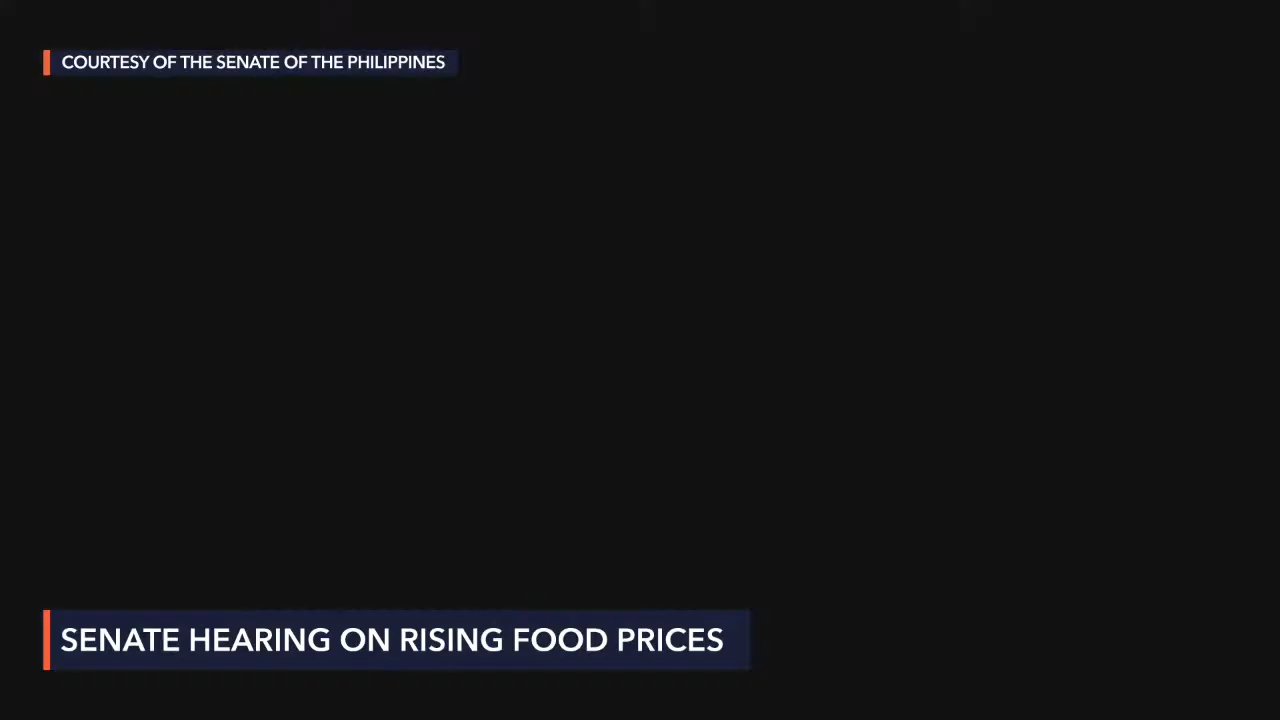 COURTESY OF THE SENATE OF THE PHILIPPINES
SENATE HEARING ON RISING FOOD PRICES